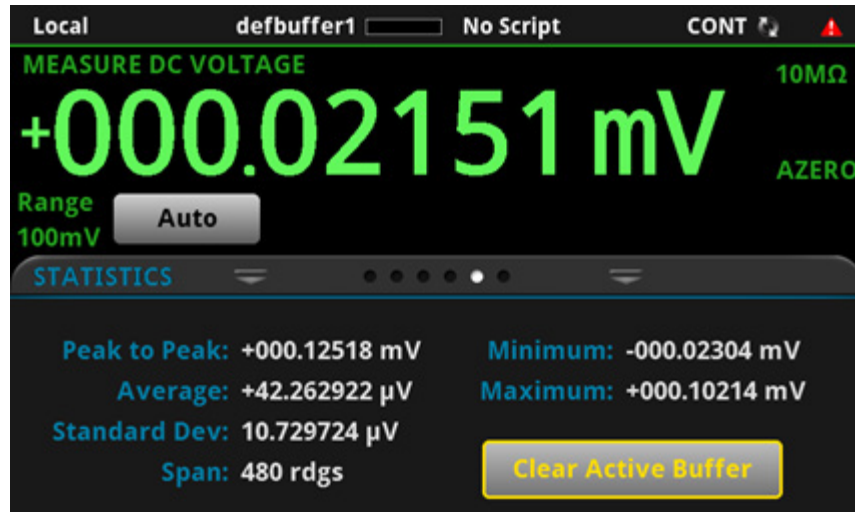 Local defbuffer1 No Script CONT
MEASURE DC VOLTAGE 10MΩ
+000.02151 mV
AZERO
Range
100mV Auto
STATISTICS
Peak to Peak: +000.12518 mV Minimum: -000.02304 mV
Average: +42.262922 µV Maximum: +000.10214 mV
Standard Dev: 10.729724 µV
Span: 480 rdgs Clear Active Buffer